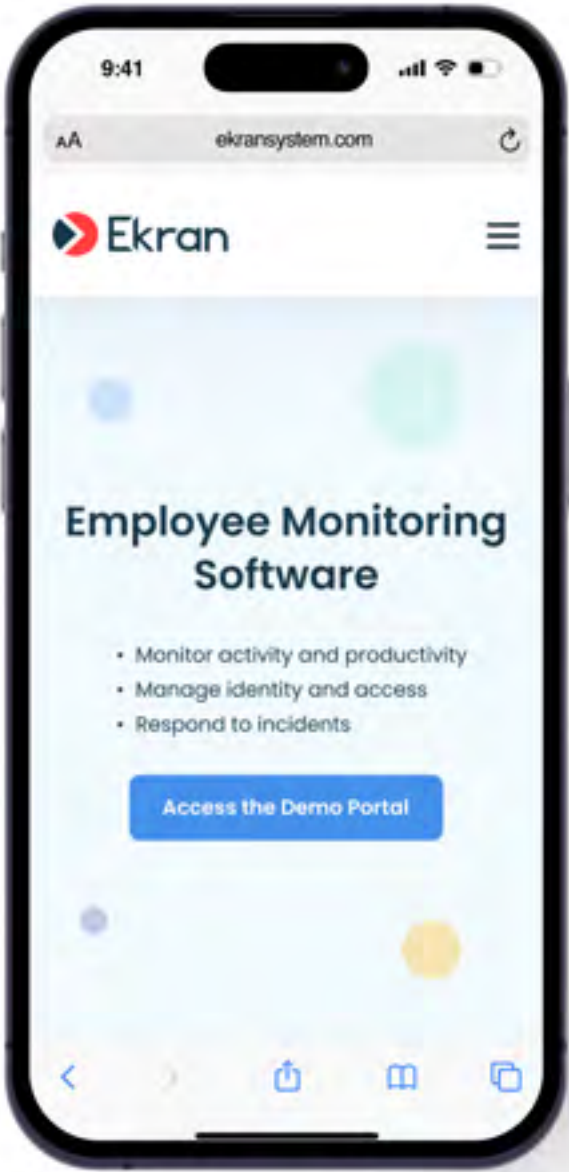 9:41
AA ekransystem.com
Ekran
Employee Monitoring
Software
• Monitor activity and productivity
• Manage identity and access
• Respond to incidents
Access the Demo Portal